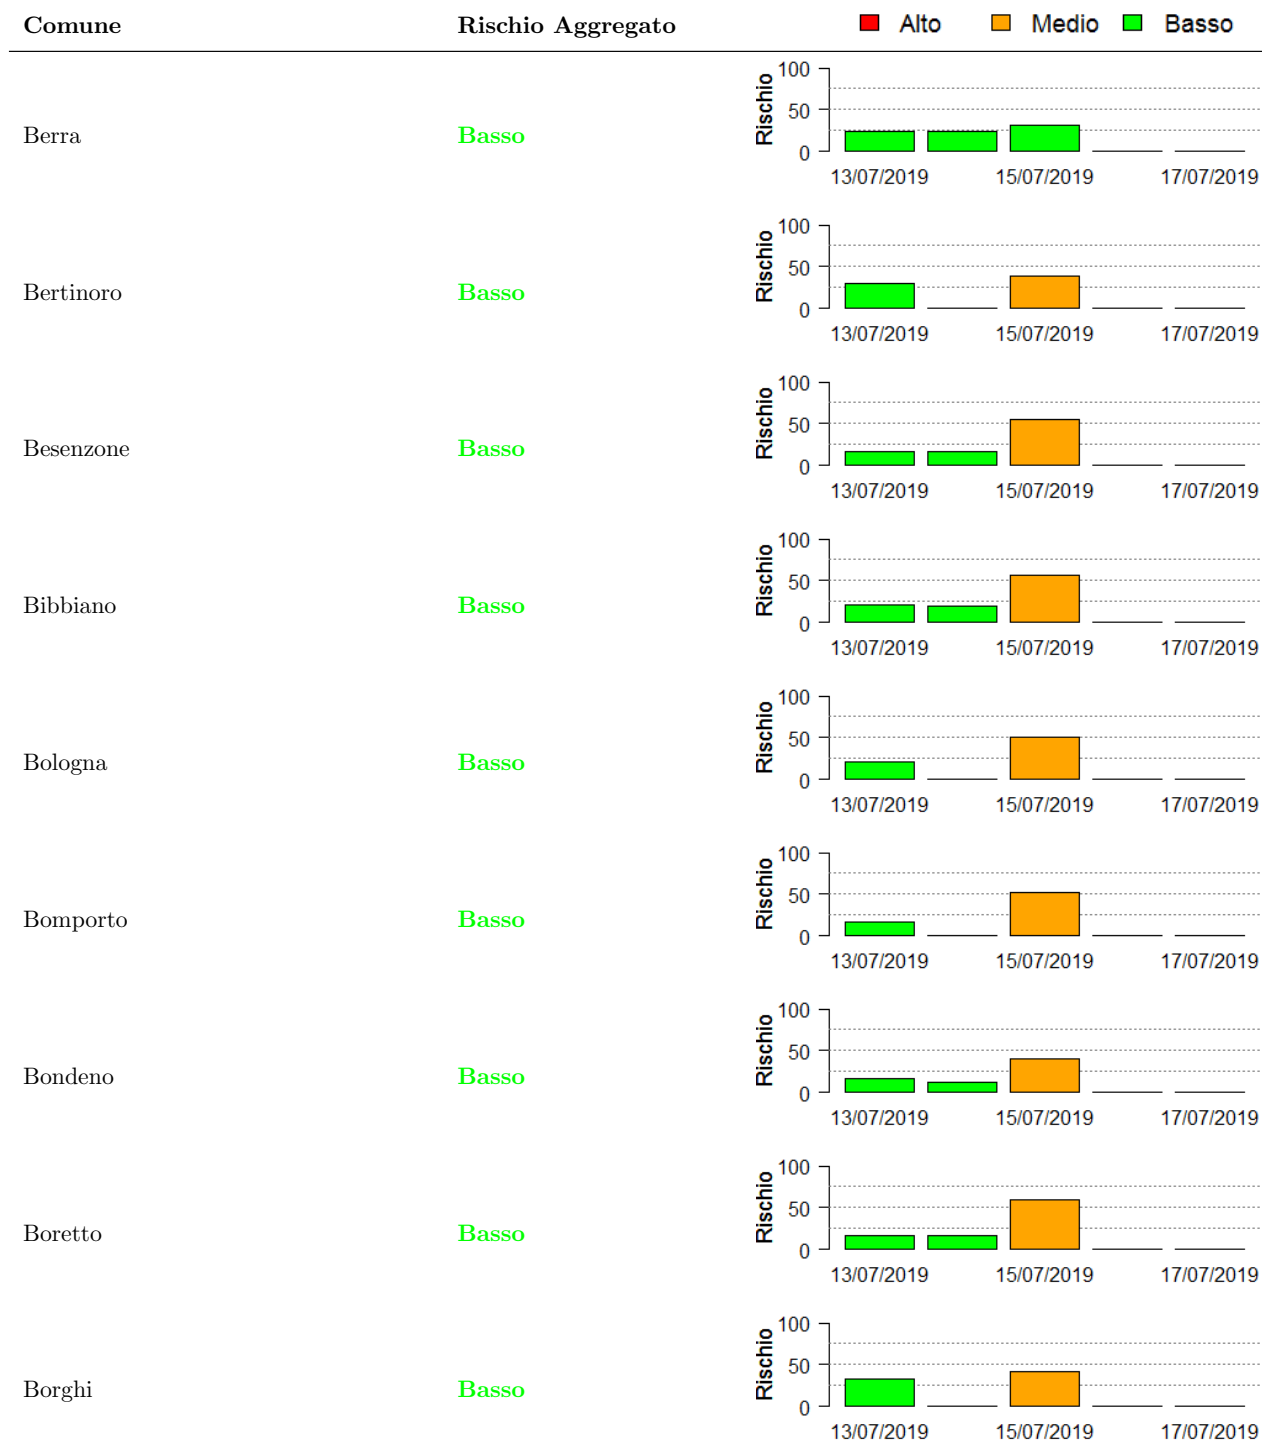 Comune Rischio Aggregato Alto Medio Basso
Berra Basso Rischio 100 50 0
13/07/2019 15/07/2019 17/07/2019
Bertinoro Basso Rischio 100 50 0
13/07/2019 15/07/2019 17/07/2019
Besenzone Basso Rischio 100 50 0
13/07/2019 15/07/2019 17/07/2019
Bibbiano Basso Rischio 100 50 0
13/07/2019 15/07/2019 17/07/2019
Bologna Basso Rischio 100 50 0
13/07/2019 15/07/2019 17/07/2019
Bomporto Basso Rischio 100 50 0
13/07/2019 15/07/2019 17/07/2019
Bondeno Basso Rischio 100 50 0
13/07/2019 15/07/2019 17/07/2019
Boretto Basso Rischio 100 50 0
13/07/2019 15/07/2019 17/07/2019
Borghi Basso Rischio 100 50 0
13/07/2019 15/07/2019 17/07/2019